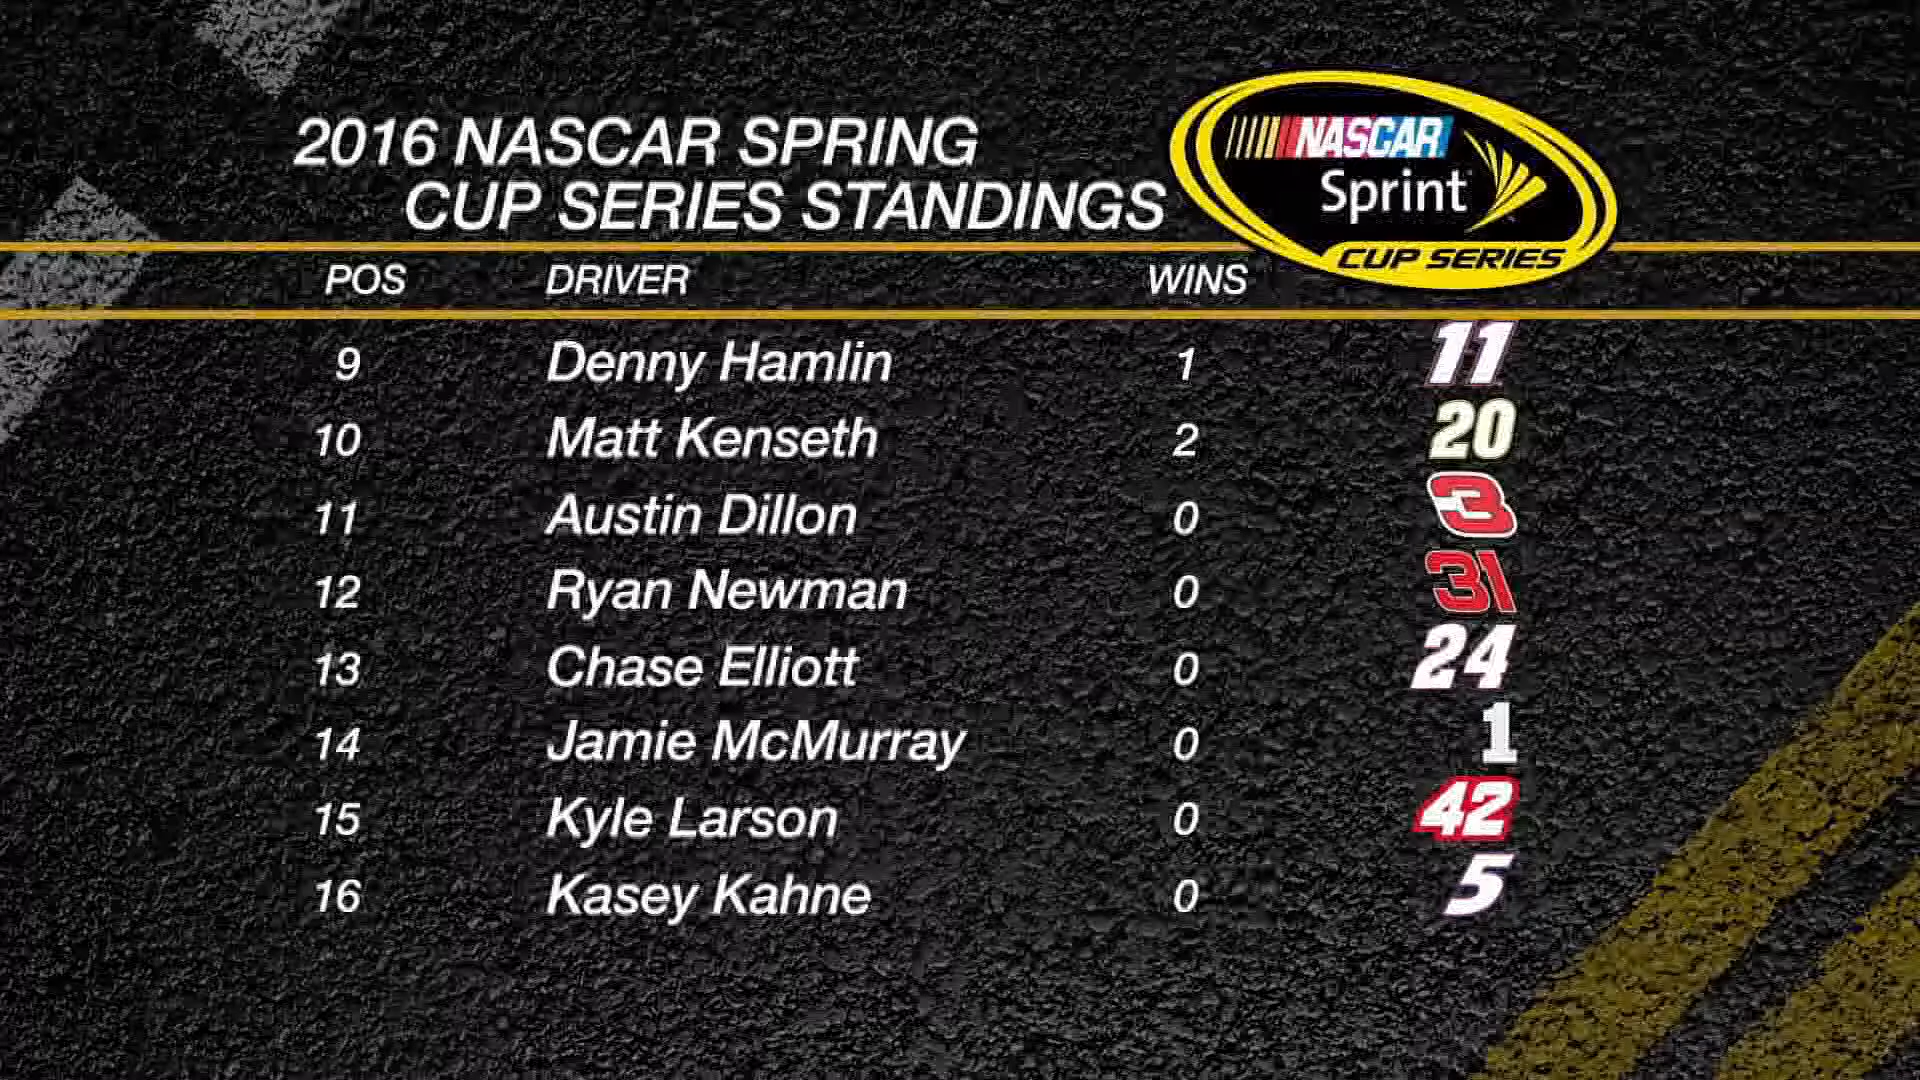 2016 NASCAR SPRING
CUP SERIES STANDINGS
NASCAR
Sprint
CUP SERIES
POS DRIVER WINS
9 Denny Hamlin 1 11
10 Matt Kenseth 2 20
11 Austin Dillon 0 3
12 Ryan Newman 0 31
13 Chase Elliott 0 24
14 Jamie McMurray 0 1
15 Kyle Larson 0 42
16 Kasey Kahne 0 5